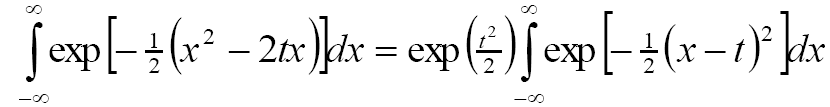 ∫_{-∞}^{∞} exp[-½(x² - 2tx)]dx = exp(t²/2) ∫_{-∞}^{∞} exp[-½(x - t)²]dx